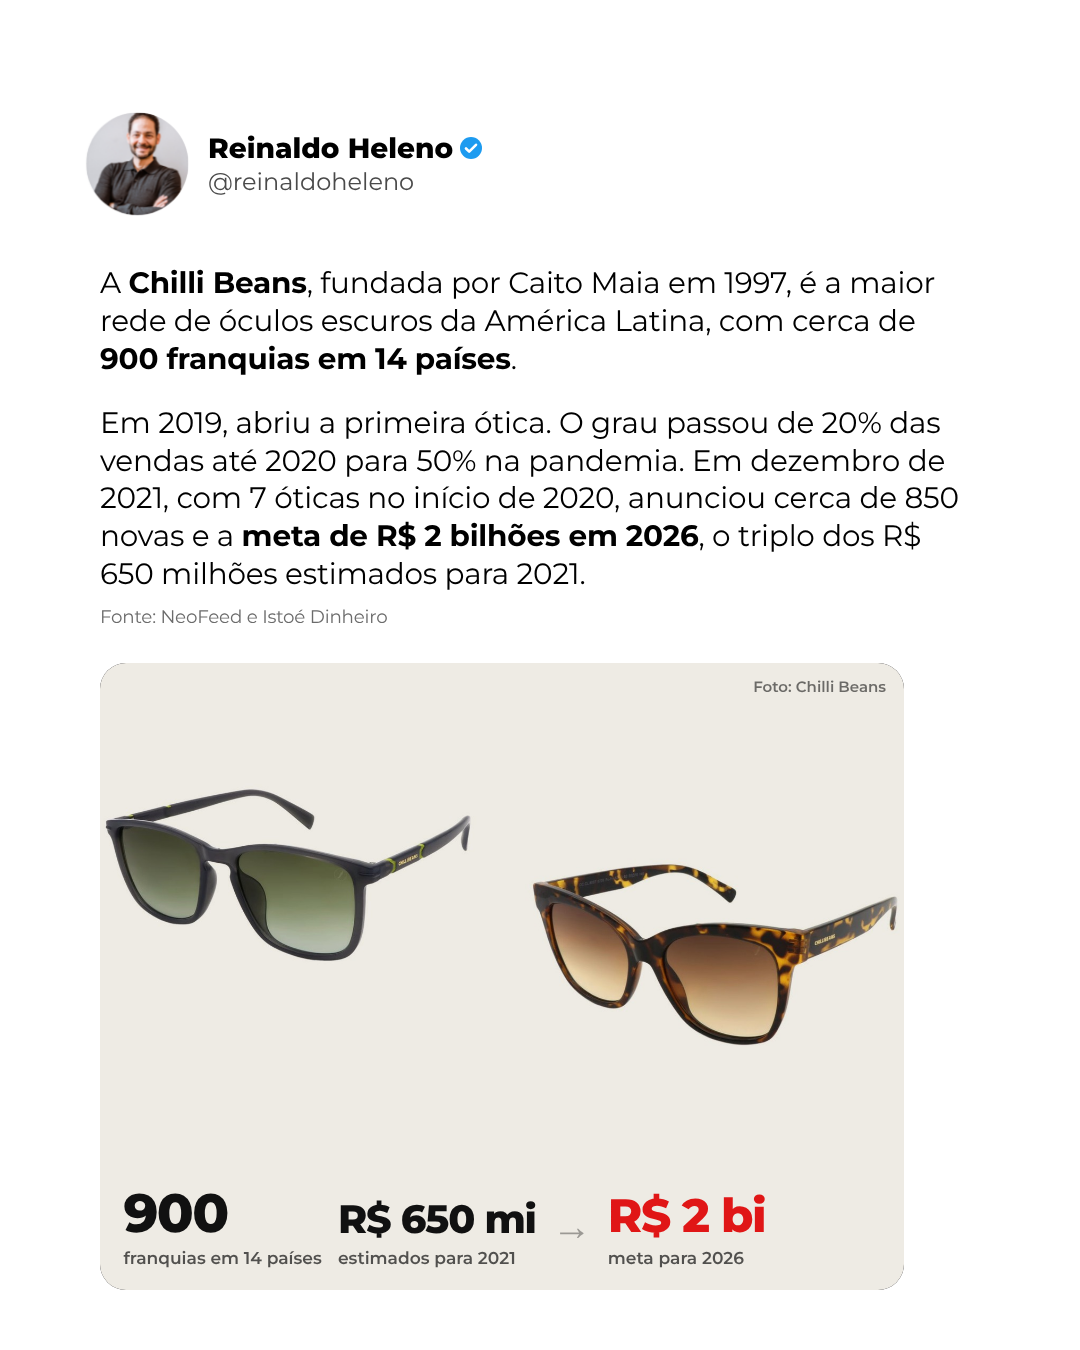 Reinaldo Heleno
@reinaldoheleno
A Chilli Beans, fundada por Caito Maia em 1997, é a maior
rede de óculos escuros da América Latina, com cerca de
900 franquias em 14 países.
Em 2019, abriu a primeira ótica. O grau passou de 20% das
vendas até 2020 para 50% na pandemia. Em dezembro de
2021, com 7 óticas no início de 2020, anunciou cerca de 850
novas e a meta de R$ 2 bilhões em 2026, o triplo dos R$
650 milhões estimados para 2021.
Fonte: NeoFeed e Istoé Dinheiro
Foto: Chilli Beans
CHILLI BEANS
CHILLI BEANS
900
franquias em 14 países
R$ 650 mi
estimados para 2021
→
R$ 2 bi
meta para 2026